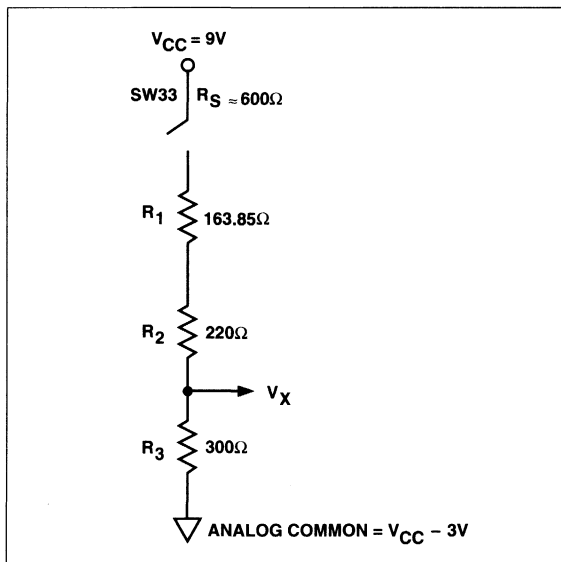 VCC = 9V
SW33 RS ≈ 600Ω
R1 163.85Ω
R2 220Ω
VX
R3 300Ω
ANALOG COMMON = VCC – 3V